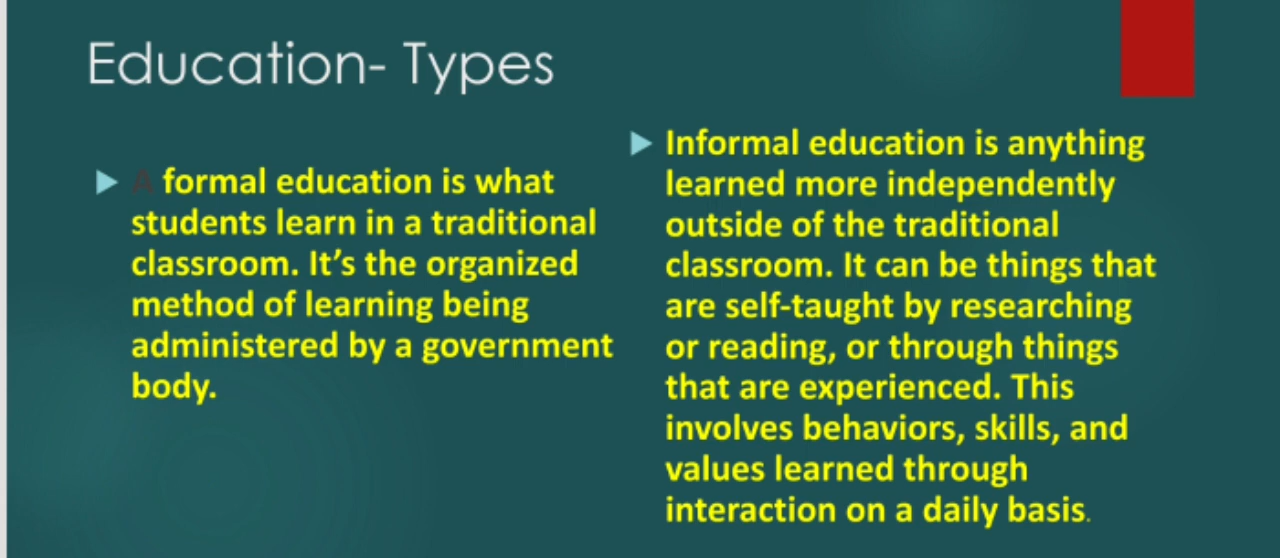 Education- Types
A formal education is what
students learn in a traditional
classroom. It’s the organized
method of learning being
administered by a government
body.
Informal education is anything
learned more independently
outside of the traditional
classroom. It can be things that
are self-taught by researching
or reading, or through things
that are experienced. This
involves behaviors, skills, and
values learned through
interaction on a daily basis.